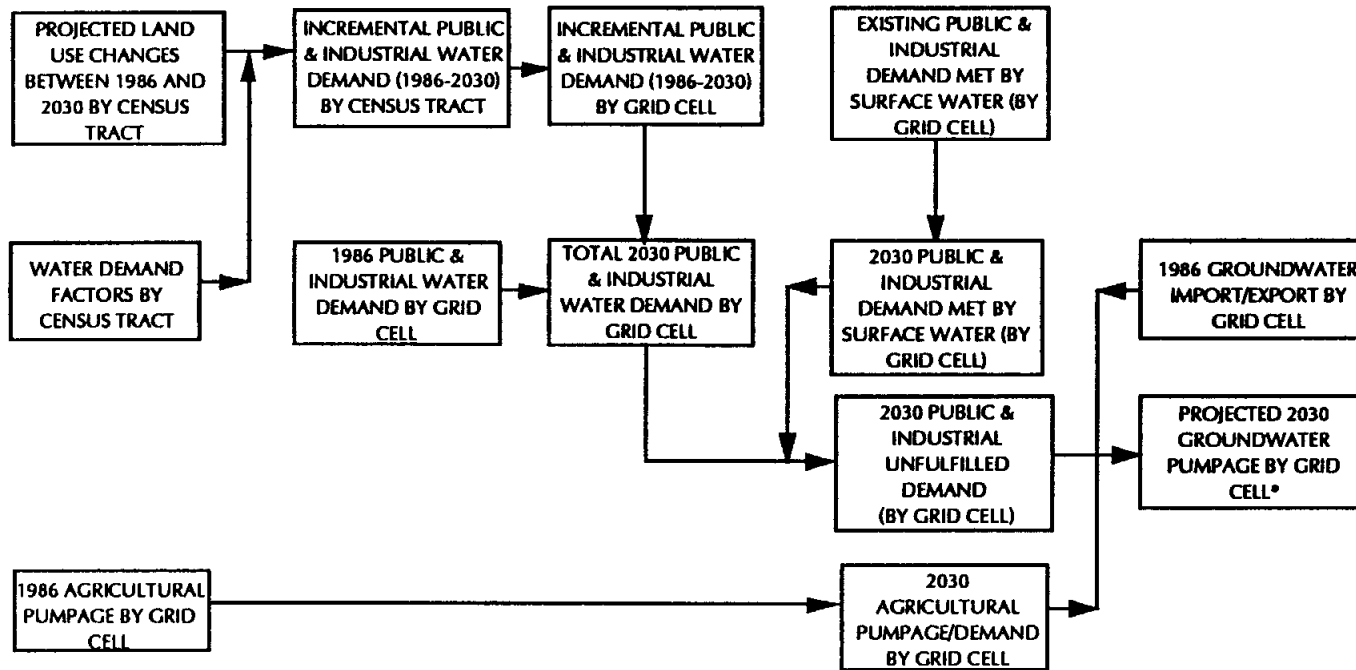 PROJECTED LAND
USE CHANGES
BETWEEN 1986 AND
2030 BY CENSUS
TRACT
INCREMENTAL PUBLIC
& INDUSTRIAL WATER
DEMAND (1986-2030)
BY CENSUS TRACT
INCREMENTAL PUBLIC
& INDUSTRIAL WATER
DEMAND (1986-2030)
BY GRID CELL
EXISTING PUBLIC &
INDUSTRIAL
DEMAND MET BY
SURFACE WATER (BY
GRID CELL)
WATER DEMAND
FACTORS BY
CENSUS TRACT
1986 PUBLIC &
INDUSTRIAL WATER
DEMAND BY GRID
CELL
TOTAL 2030 PUBLIC
& INDUSTRIAL
WATER DEMAND BY
GRID CELL
2030 PUBLIC &
INDUSTRIAL
DEMAND MET BY
SURFACE WATER (BY
GRID CELL)
1986 GROUNDWATER
IMPORT/EXPORT BY
GRID CELL
2030 PUBLIC &
INDUSTRIAL
UNFULFILLED
DEMAND
(BY GRID CELL)
PROJECTED 2030
GROUNDWATER
PUMPAGE BY GRID
CELL*
1986 AGRICULTURAL
PUMPAGE BY GRID
CELL
2030
AGRICULTURAL
PUMPAGE/DEMAND
BY GRID CELL